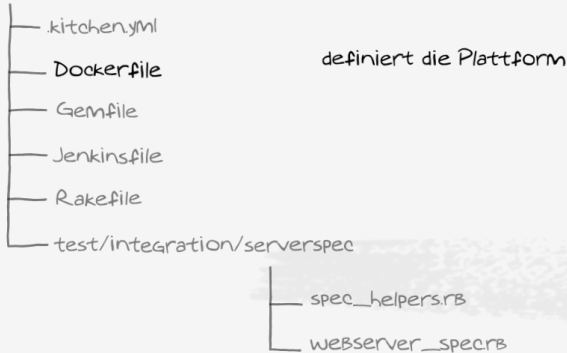 .kitchen.yml
Dockerfile
definiert die Plattform
Gemfile
Jenkinsfile
Rakefile
test/integration/serverspec
spec_helpers.rb
webserver_spec.rb